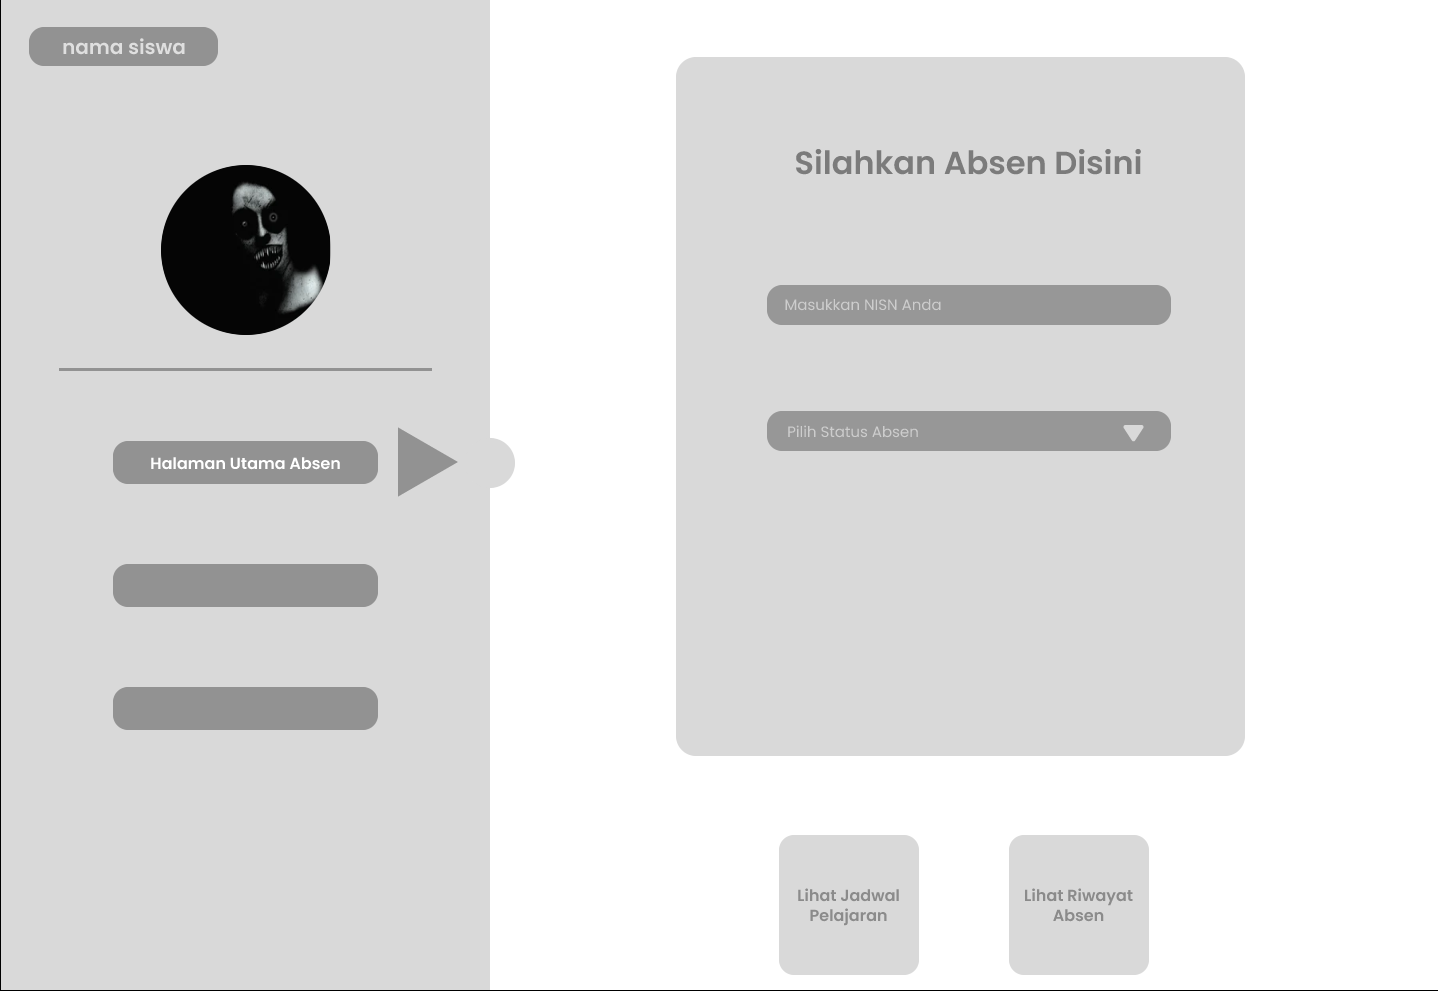 nama siswa
Halaman Utama Absen
Silahkan Absen Disini
Masukkan NISN Anda
Pilih Status Absen
Lihat Jadwal
Pelajaran
Lihat Riwayat
Absen